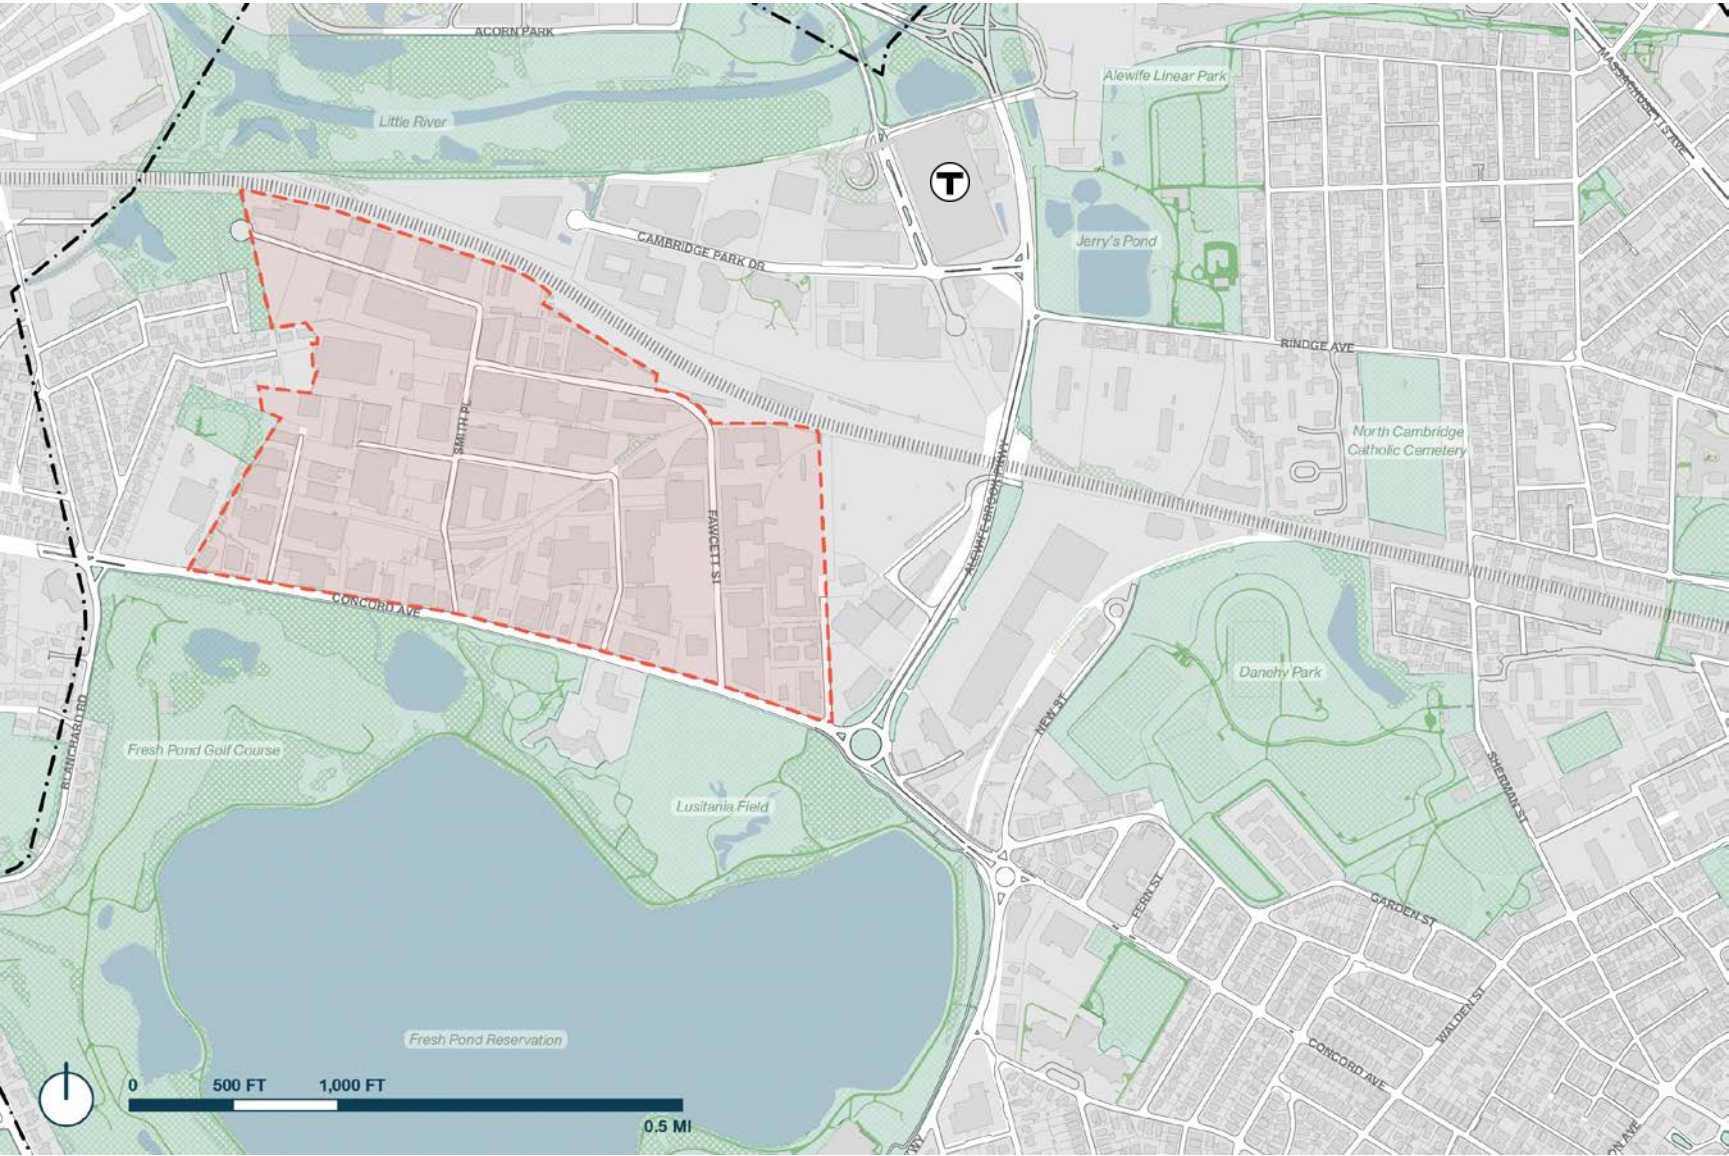 ACORN PARK
Alewife Linear Park
MASSACHUSETTS AVE
Little River
T
Jerry's Pond
CAMBRIDGE PARK DR
RINDGE AVE
SMITH PL
North Cambridge
Catholic Cemetery
ALEWIFE BROOK PKWY
FAWCETT ST
CONCORD AVE
Danehy Park
BLANCHARD RD
NEW ST
Fresh Pond Golf Course
SHERMAN ST
Lusitania Field
FERN ST
GARDEN ST
WALDEN ST
Fresh Pond Reservation
CONCORD AVE
0 500 FT 1,000 FT
0.5 MI